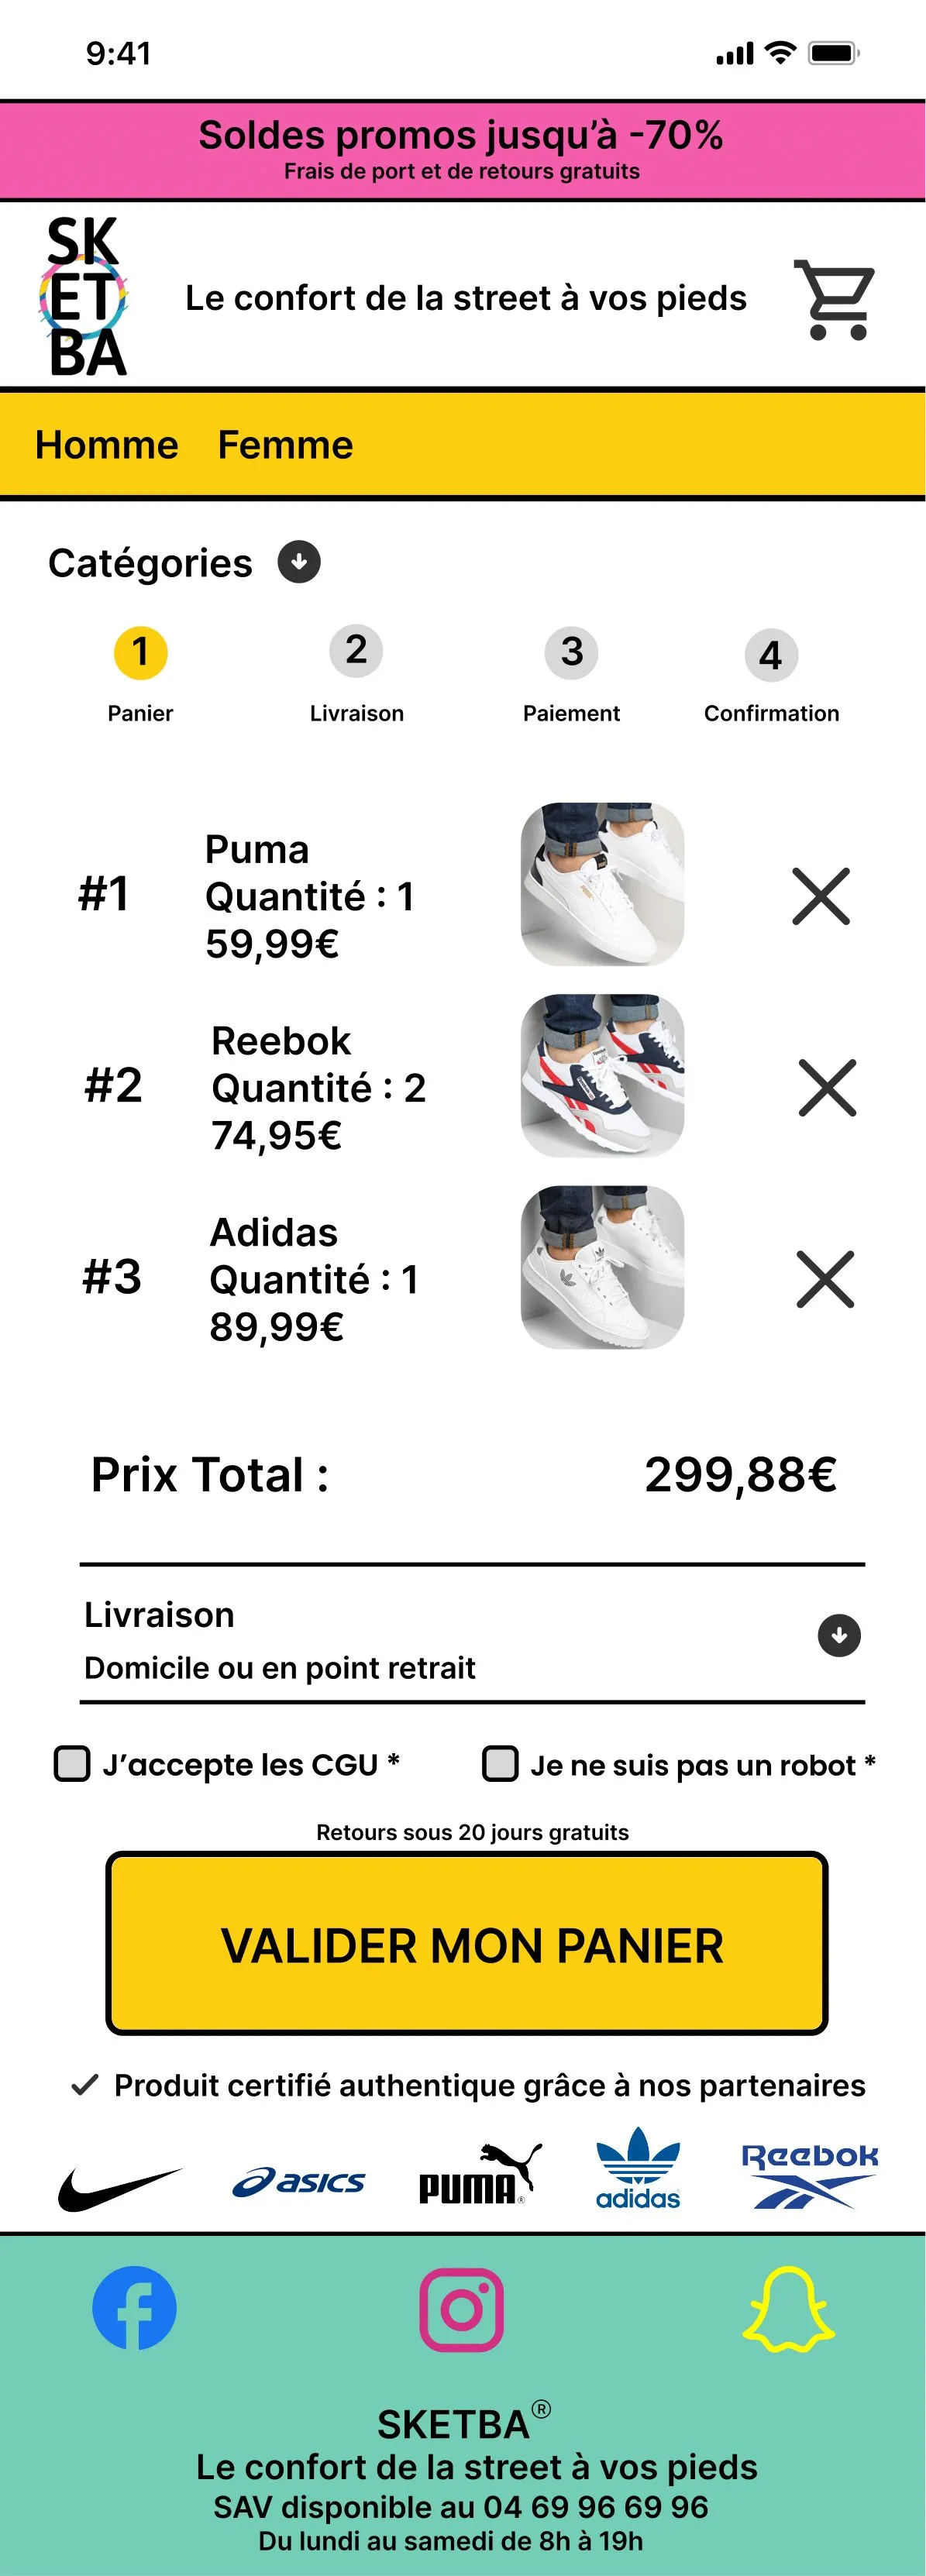 9:41
Soldes promos jusqu’à -70%
Frais de port et de retours gratuits
SK
ET
BA
Le confort de la street à vos pieds
Homme Femme
Catégories
1 2 3 4
Panier Livraison Paiement Confirmation
#1
Puma
Quantité : 1
59,99€
#2
Reebok
Quantité : 2
74,95€
#3
Adidas
Quantité : 1
89,99€
Prix Total : 299,88€
Livraison
Domicile ou en point retrait
J’accepte les CGU * Je ne suis pas un robot *
Retours sous 20 jours gratuits
VALIDER MON PANIER
Produit certifié authentique grâce à nos partenaires
asics PUMA® adidas Reebok
SKETBA®
Le confort de la street à vos pieds
SAV disponible au 04 69 96 69 96
Du lundi au samedi de 8h à 19h